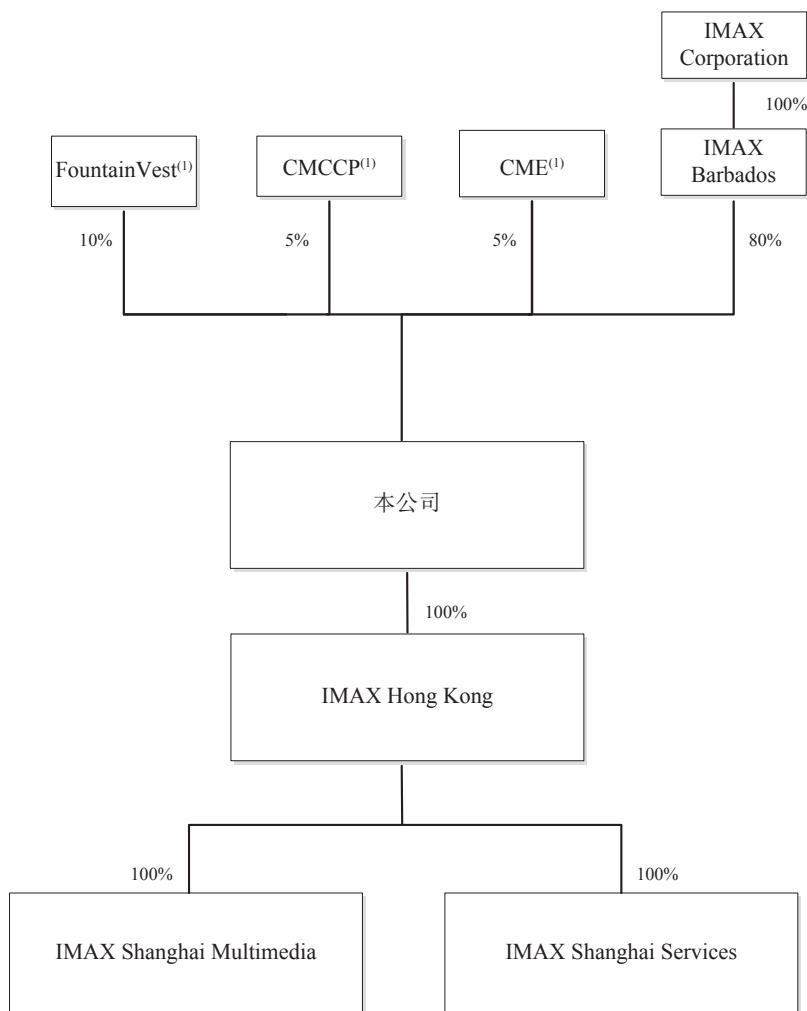 IMAX
Corporation
100%
FountainVest(1)
CMCCP(1)
CME(1)
IMAX
Barbados
10%
5%
5%
80%
本公司
100%
IMAX Hong Kong
100%
100%
IMAX Shanghai Multimedia
IMAX Shanghai Services